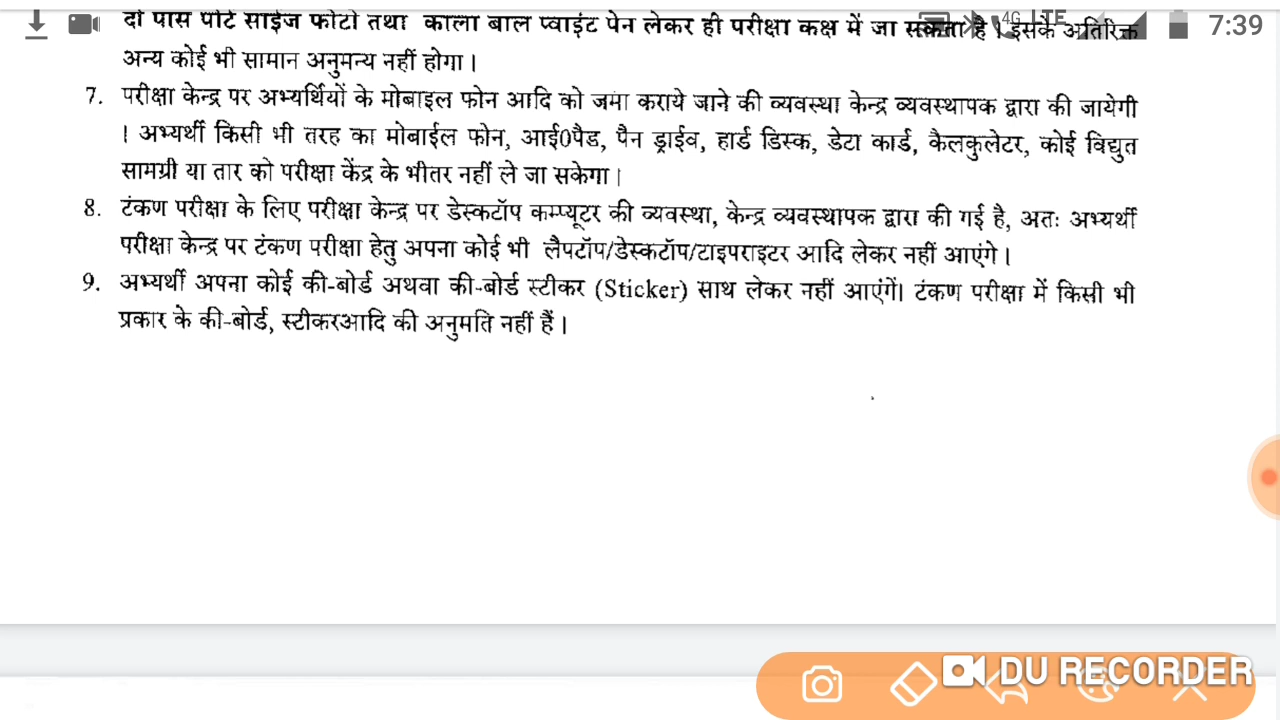 4G LTE 7:39
दो पास पोर्ट साईज फोटो तथा काला बाल प्वाइंट पेन लेकर ही परीक्षा कक्ष में जा सकता है। इसके अतिरिक्त
अन्य कोई भी सामान अनुमन्य नहीं होगा।
7. परीक्षा केन्द्र पर अभ्यर्थियों के मोबाइल फोन आदि को जमा कराये जाने की व्यवस्था केन्द्र व्यवस्थापक द्वारा की जायेगी
। अभ्यर्थी किसी भी तरह का मोबाईल फोन, आई0पैड, पैन ड्राईव, हार्ड डिस्क, डेटा कार्ड, कैलकुलेटर, कोई विद्युत
सामग्री या तार को परीक्षा केंद्र के भीतर नहीं ले जा सकेगा।
8. टंकण परीक्षा के लिए परीक्षा केन्द्र पर डेस्कटॉप कम्प्यूटर की व्यवस्था, केन्द्र व्यवस्थापक द्वारा की गई है, अतः अभ्यर्थी
परीक्षा केन्द्र पर टंकण परीक्षा हेतु अपना कोई भी लैपटॉप/डेस्कटॉप/टाइपराइटर आदि लेकर नहीं आएंगे।
9. अभ्यर्थी अपना कोई की-बोर्ड अथवा की-बोर्ड स्टीकर (Sticker) साथ लेकर नहीं आएंगें। टंकण परीक्षा में किसी भी
प्रकार के की-बोर्ड, स्टीकरआदि की अनुमति नहीं हैं।
DU RECORDER